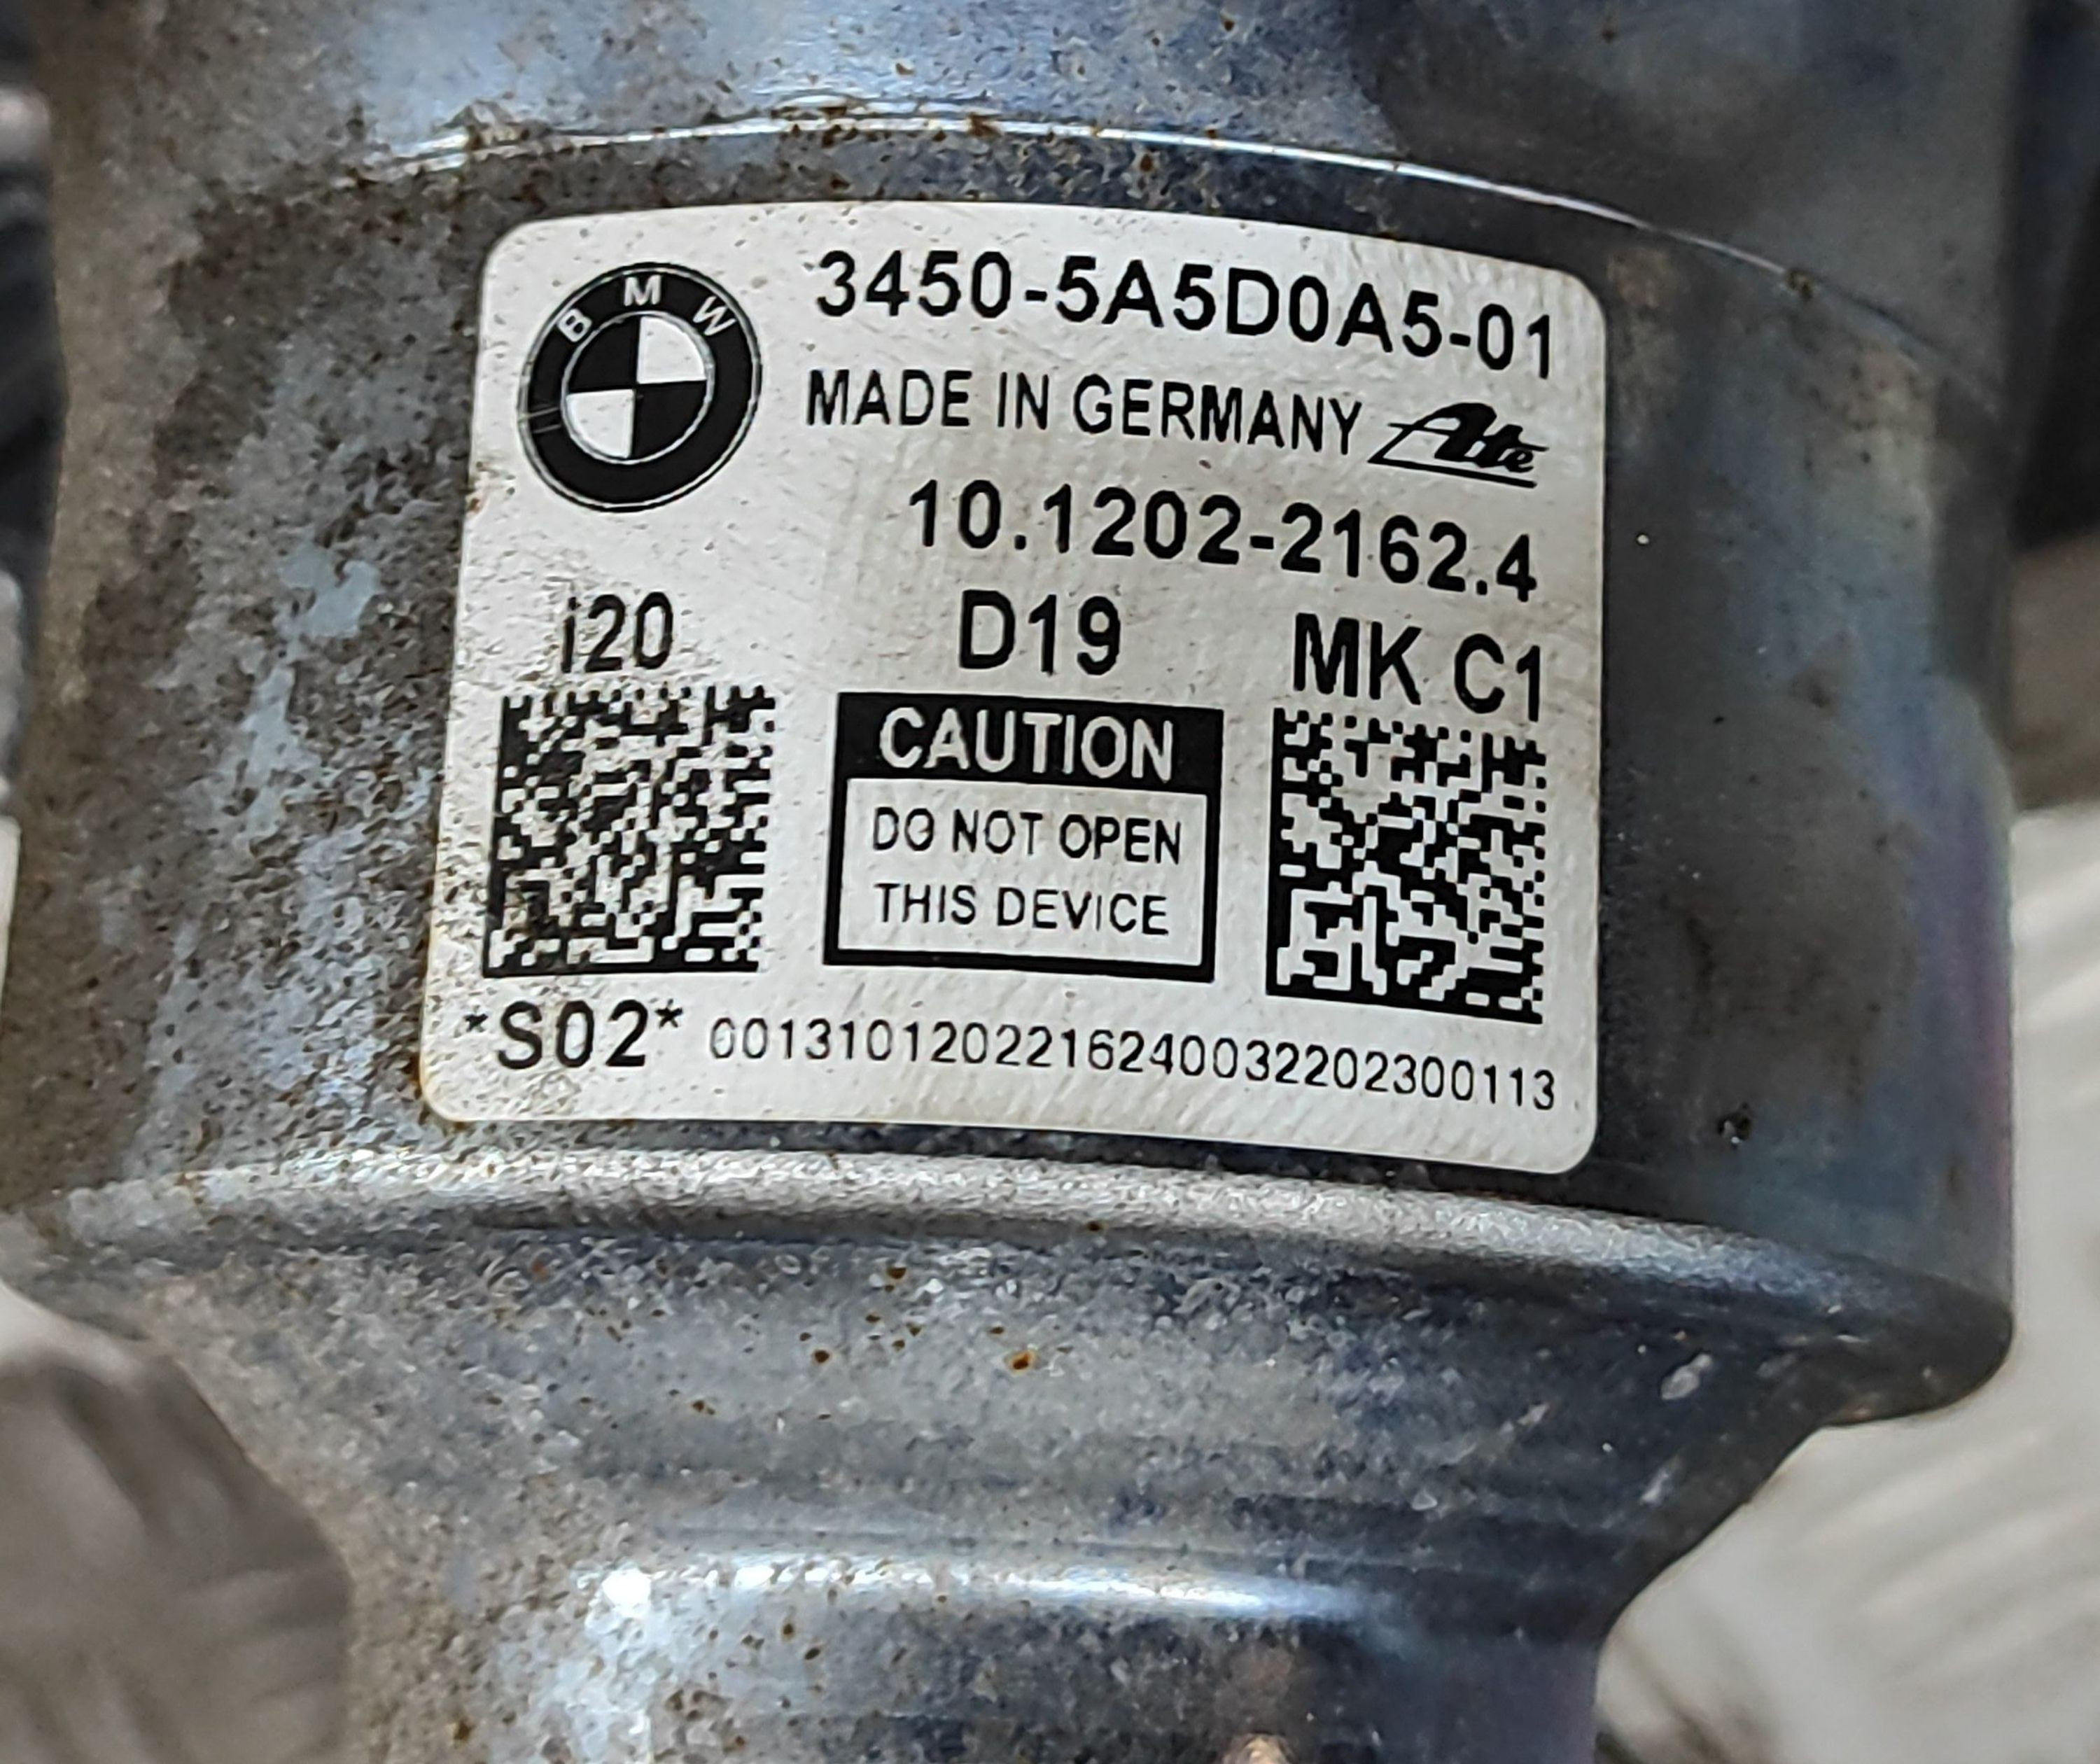 BMW
3450-5A5D0A5-01
MADE IN GERMANY Ate
10.1202-2162.4
i20 D19 MK C1
CAUTION
DO NOT OPEN
THIS DEVICE
*S02* 0013101202216240032202300113